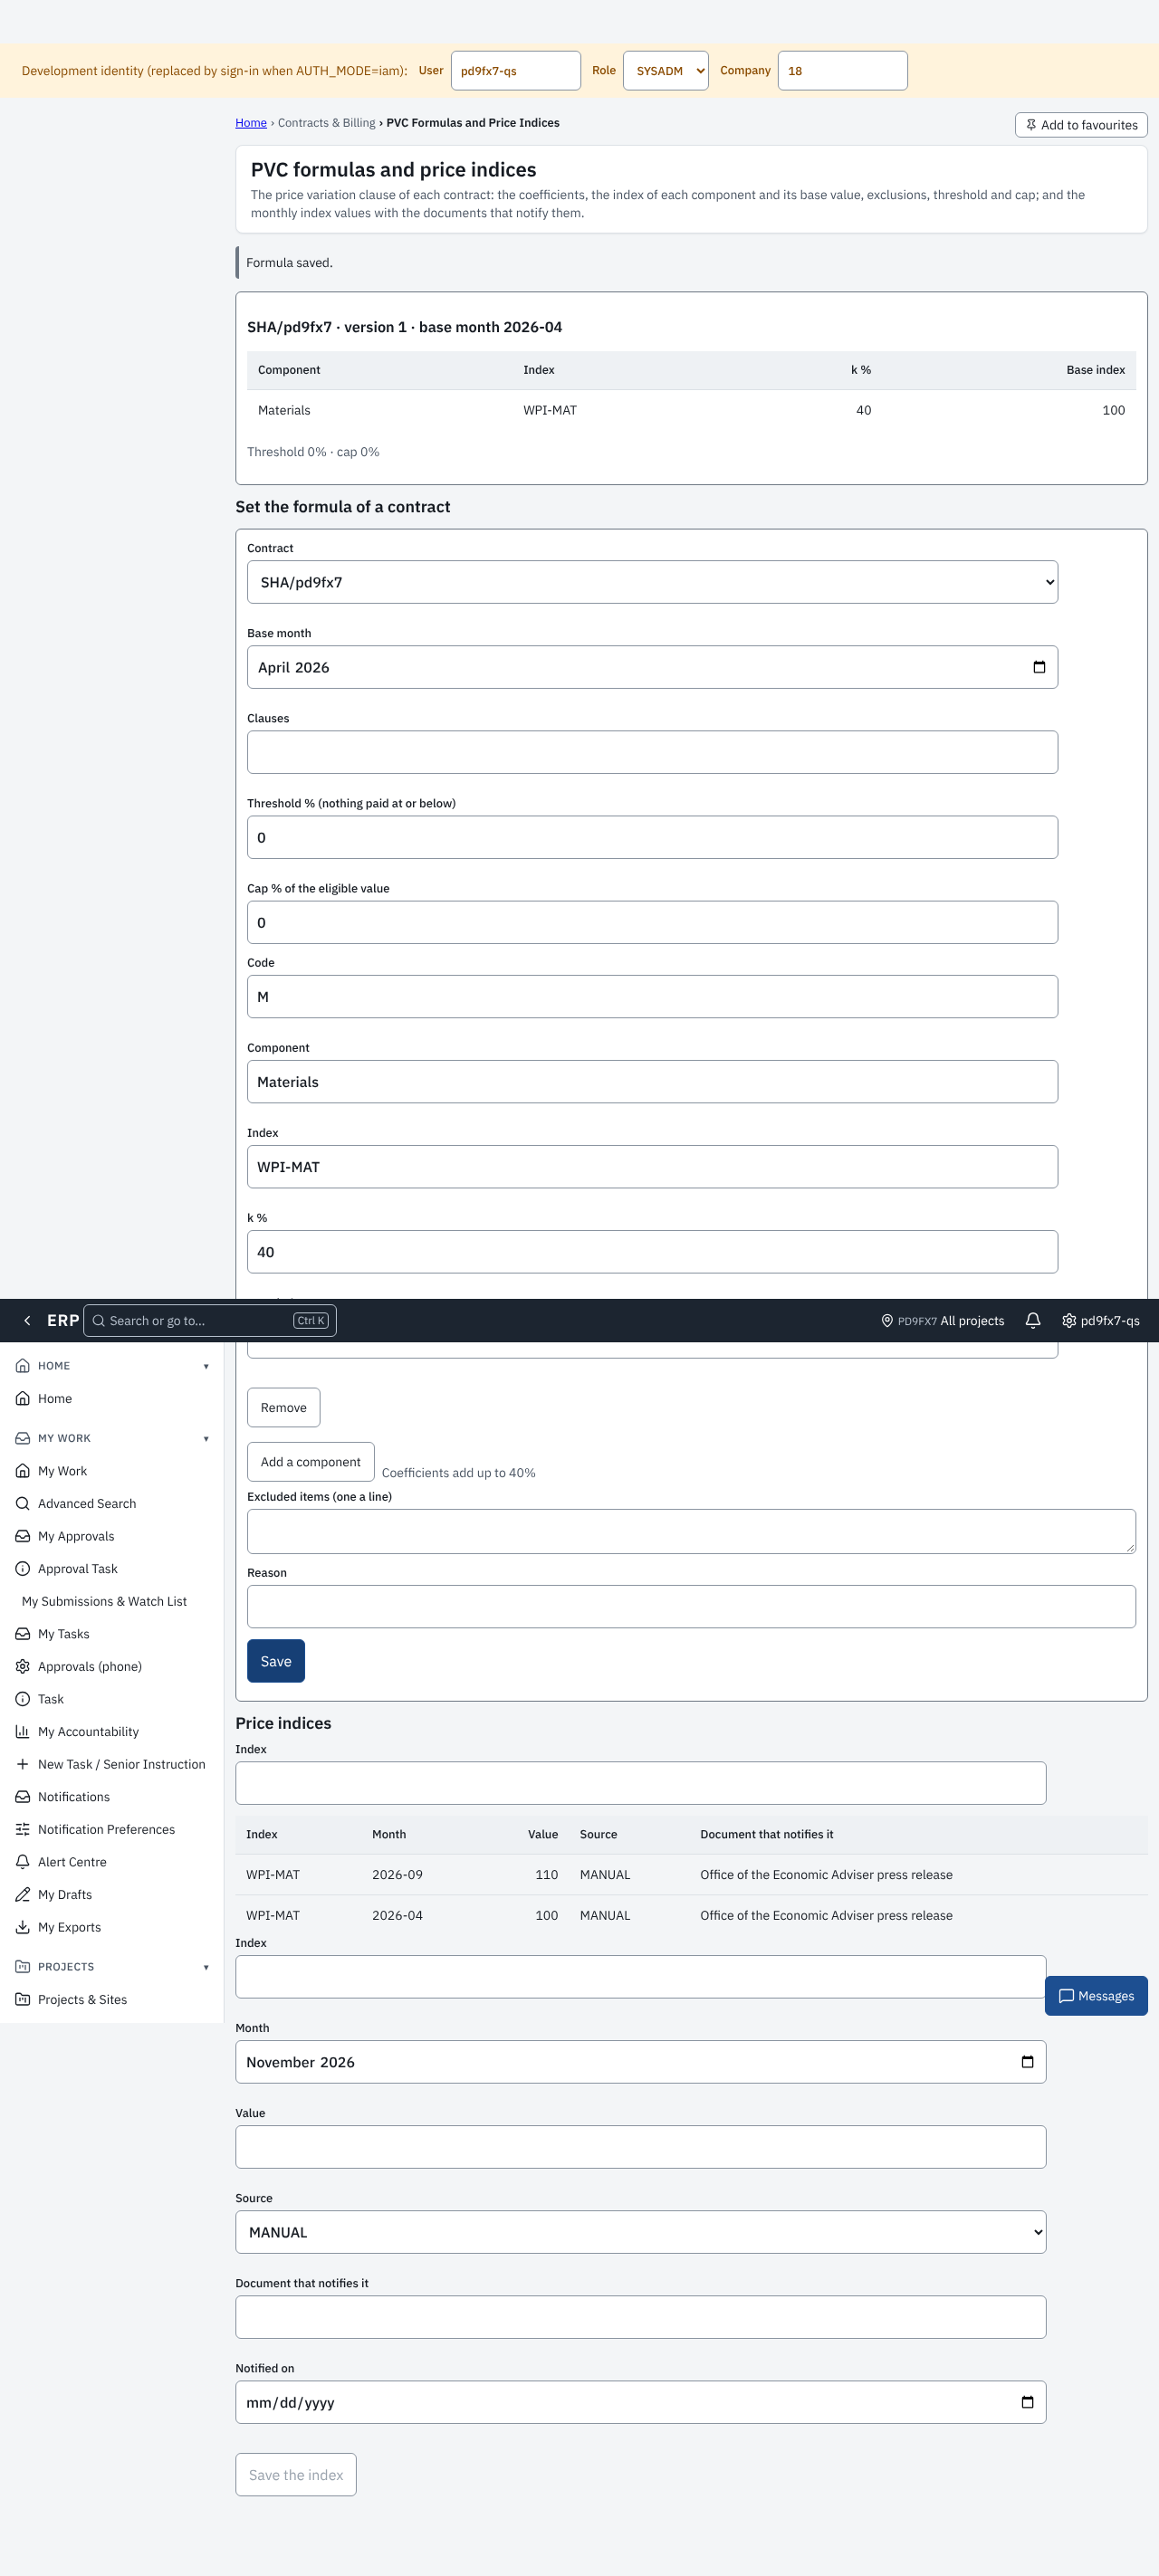 Development identity (replaced by sign-in when AUTH_MODE=iam): User pd9fx7-qs Role SYSADM Company 18
Home › Contracts & Billing › PVC Formulas and Price Indices
Add to favourites
PVC formulas and price indices
The price variation clause of each contract: the coefficients, the index of each component and its base value, exclusions, threshold and cap; and the
monthly index values with the documents that notify them.
Formula saved.
SHA/pd9fx7 · version 1 · base month 2026-04
Component Index k % Base index
Materials WPI-MAT 40 100
Threshold 0% · cap 0%
Set the formula of a contract
Contract
SHA/pd9fx7
Base month
April 2026
Clauses
Threshold % (nothing paid at or below)
0
Cap % of the eligible value
0
Code
M
Component
Materials
Index
WPI-MAT
k %
40
ERP Search or go to... Ctrl K PD9FX7 All projects pd9fx7-qs
HOME
Home
MY WORK
My Work
Advanced Search
My Approvals
Approval Task
My Submissions & Watch List
My Tasks
Approvals (phone)
Task
My Accountability
New Task / Senior Instruction
Notifications
Notification Preferences
Alert Centre
My Drafts
My Exports
PROJECTS
Projects & Sites
Remove
Add a component Coefficients add up to 40%
Excluded items (one a line)
Reason
Save
Price indices
Index
Index Month Value Source Document that notifies it
WPI-MAT 2026-09 110 MANUAL Office of the Economic Adviser press release
WPI-MAT 2026-04 100 MANUAL Office of the Economic Adviser press release
Index
Messages
Month
November 2026
Value
Source
MANUAL
Document that notifies it
Notified on
mm/dd/yyyy
Save the index